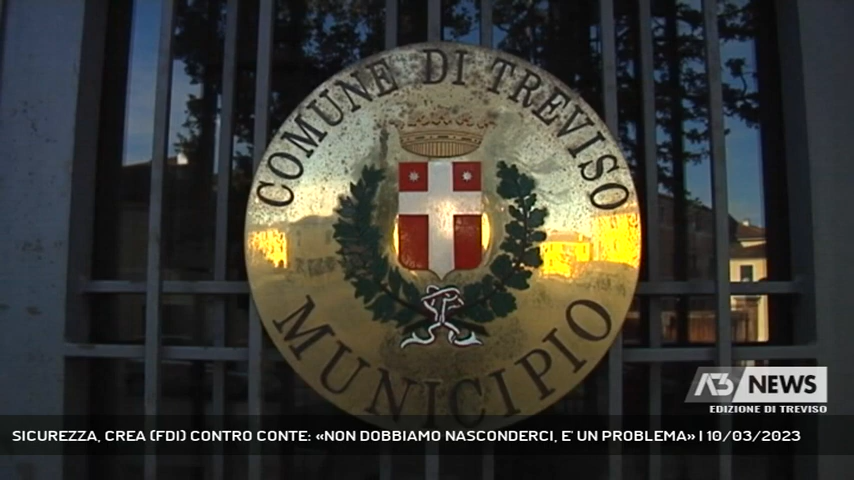 COMUNE DI TREVISO
MUNICIPIO
A3 NEWS
EDIZIONE DI TREVISO
SICUREZZA, CREA (FDI) CONTRO CONTE: «NON DOBBIAMO NASCONDERCI, E' UN PROBLEMA» | 10/03/2023